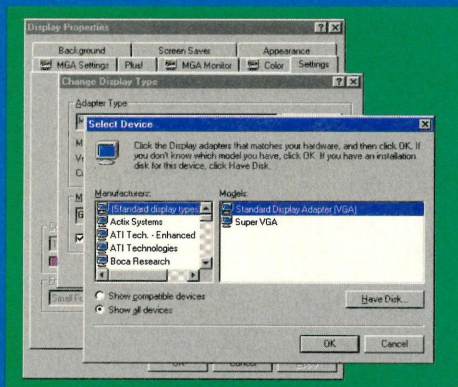 Display Properties
Background Screen Saver Appearance
MGA Settings Plus! MGA Monitor Color Settings
Change Display Type
Adapter Type
Select Device
Click the Display adapters that matches your hardware, and then click OK. If
you don't know which model you have, click OK. If you have an installation
disk for this device, click Have Disk.
Manufacturers:
Models:
(Standard display types)
Actix Systems
ATI Tech. - Enhanced
ATI Technologies
Boca Research
Standard Display Adapter (VGA)
Super VGA
Small Fo
Show compatible devices
Show all devices
Have Disk...
OK Cancel